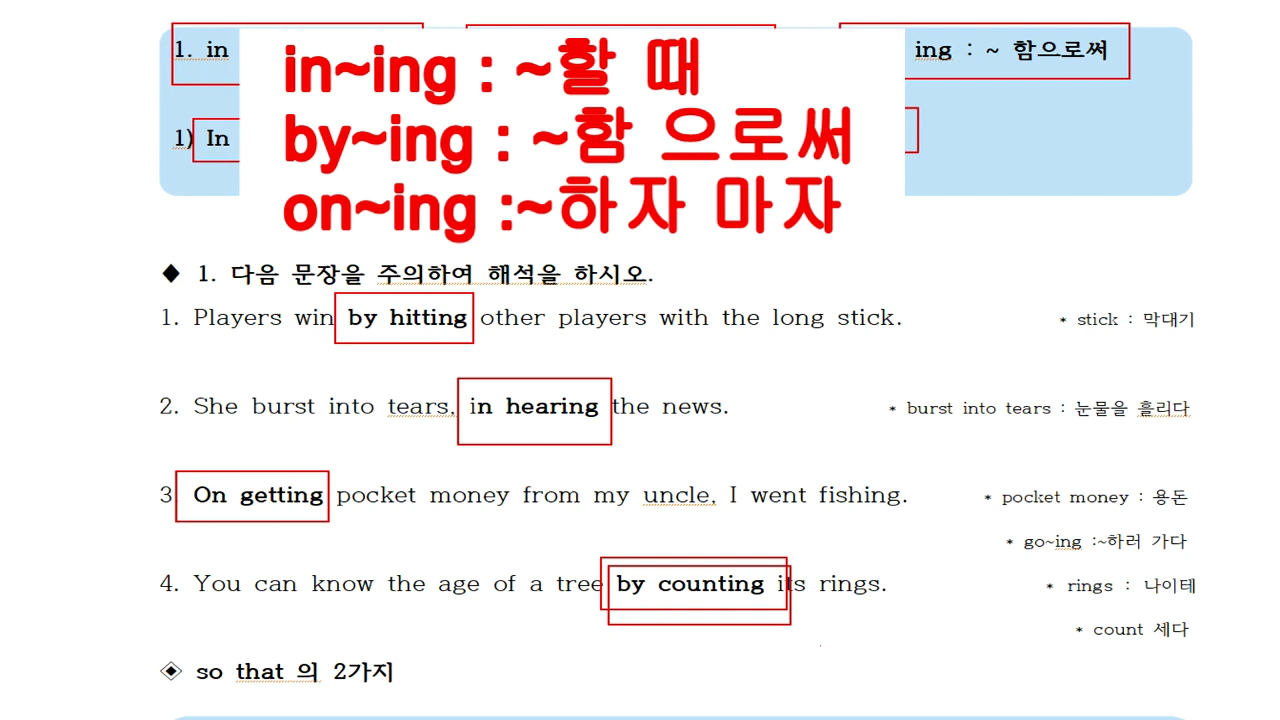 1. in
ing : ~ 함으로써
in~ing : ~할 때
1) In
by~ing : ~함 으로써
on~ing :~하자 마자
◆ 1. 다음 문장을 주의하여 해석을 하시오.
1. Players win by hitting other players with the long stick. * stick : 막대기
2. She burst into tears, in hearing the news. * burst into tears : 눈물을 흘리다
3 On getting pocket money from my uncle, I went fishing. * pocket money : 용돈
* go~ing :~하러 가다
4. You can know the age of a tree by counting its rings. * rings : 나이테
* count 세다
◈ so that 의 2가지